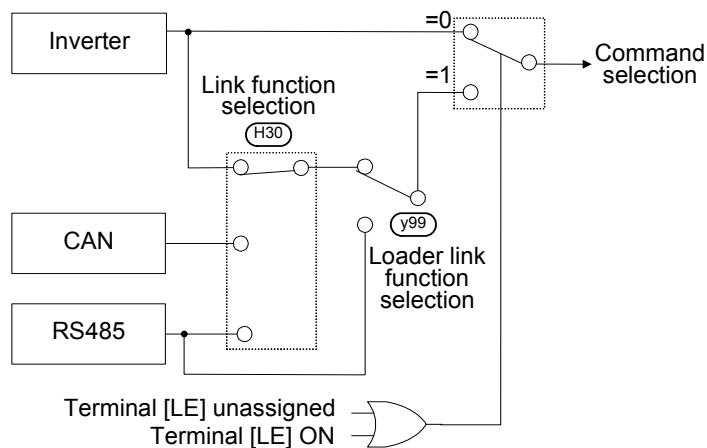 Inverter
=0
Command
selection
=1
Link function
selection
H30
y99
CAN
Loader link
function
selection
RS485
Terminal [LE] unassigned
Terminal [LE] ON